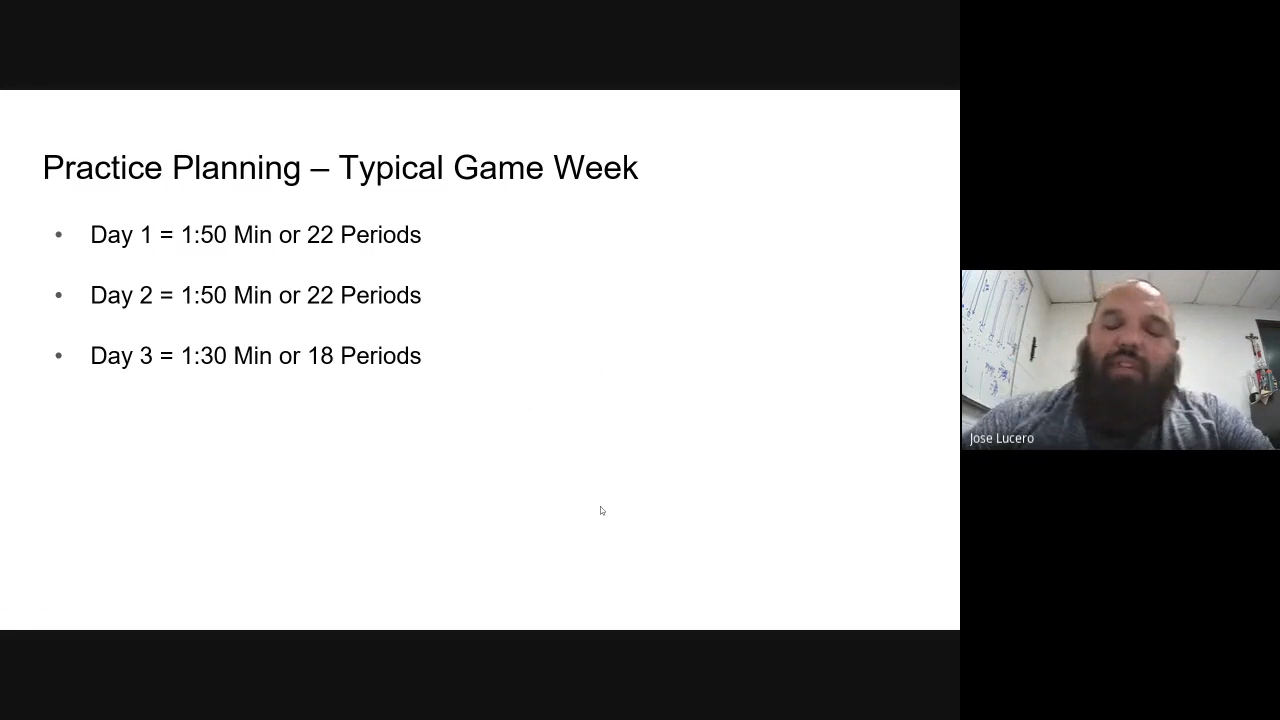 Practice Planning – Typical Game Week
• Day 1 = 1:50 Min or 22 Periods
• Day 2 = 1:50 Min or 22 Periods
• Day 3 = 1:30 Min or 18 Periods
Jose Lucero